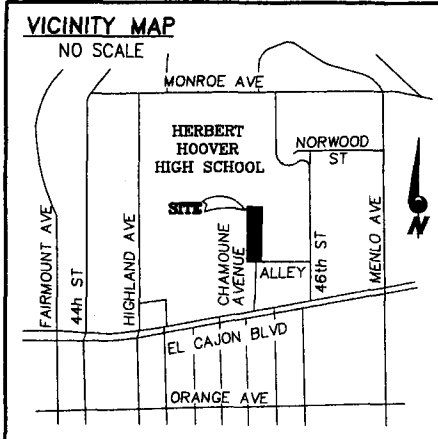 VICINITY MAP
NO SCALE
MONROE AVE
HERBERT
HOOVER
HIGH SCHOOL
NORWOOD
ST
SITE
FAIRMOUNT AVE
44h ST
HIGHLAND AVE
CHAMOUNE
AVENUE
ALLEY
46th ST
MENLO AVE
N
EL CAJON BLVD
ORANGE AVE